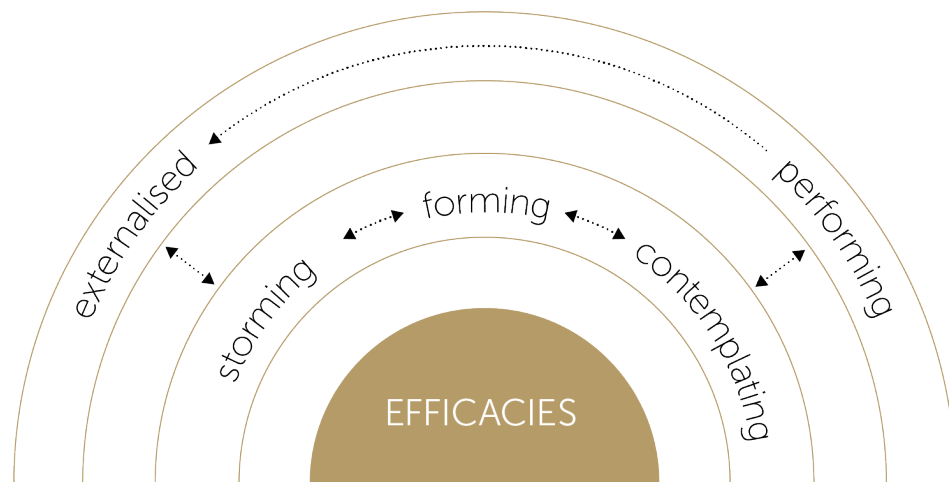 externalised
performing
storming
forming
contemplating
EFFICACIES